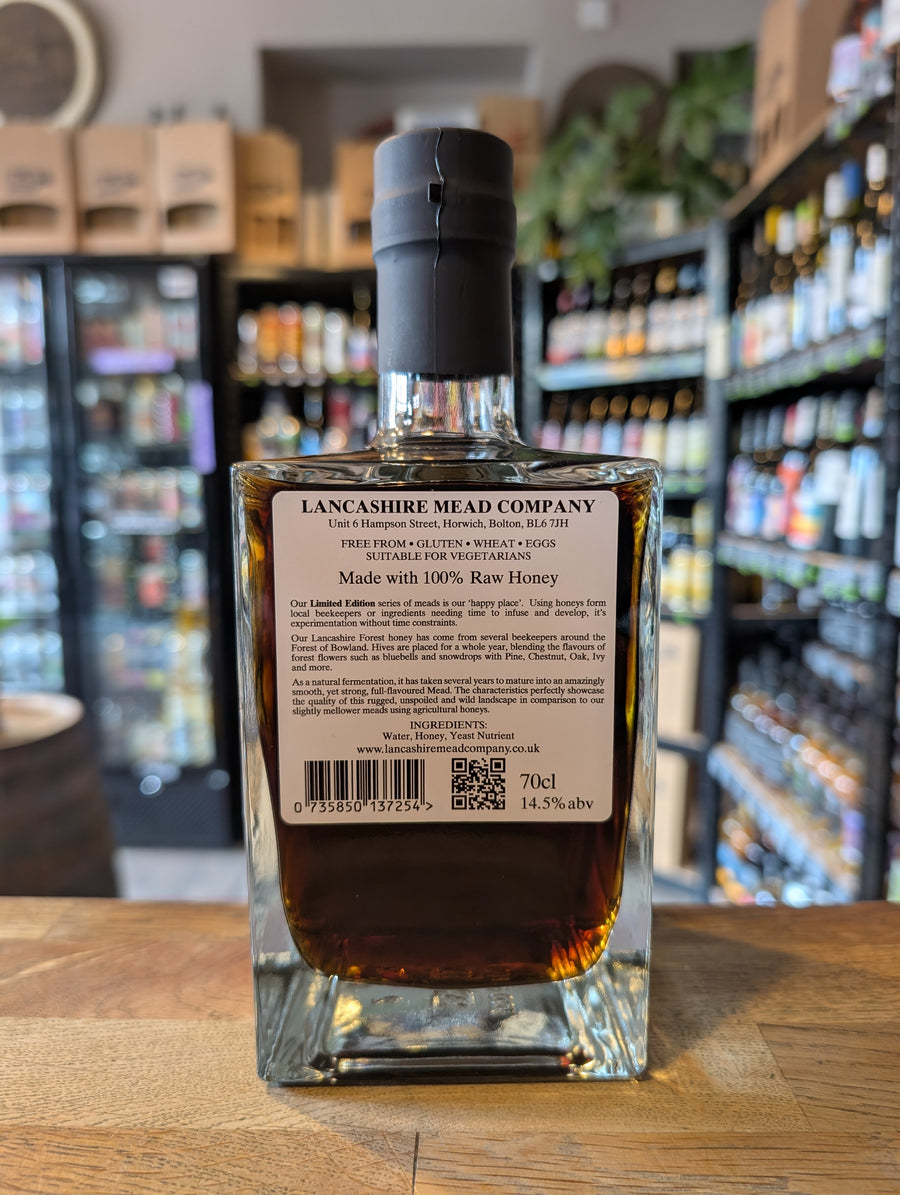 LANCASHIRE MEAD COMPANY
Unit 6 Hampson Street, Horwich, Bolton, BL6 7JH
FREE FROM • GLUTEN • WHEAT • EGGS
SUITABLE FOR VEGETARIANS
Made with 100% Raw Honey
Our Limited Edition series of meads is our 'happy place'. Using honeys form
local beekeepers or ingredients needing time to infuse and develop, it's
experimentation without time constraints.
Our Lancashire Forest honey has come from several beekeepers around the
Forest of Bowland. Hives are placed for a whole year, blending the flavours of
forest flowers such as bluebells and snowdrops with Pine, Chestnut, Oak, Ivy
and more.
As a natural fermentation, it has taken several years to mature into an amazingly
smooth, yet strong, full-flavoured Mead. The characteristics perfectly showcase
the quality of this rugged, unspoiled and wild landscape in comparison to our
slightly mellower meads using agricultural honeys.
INGREDIENTS:
Water, Honey, Yeast Nutrient
www.lancashiremeadcompany.co.uk
0 735850 137254 >
70cl
14.5% abv